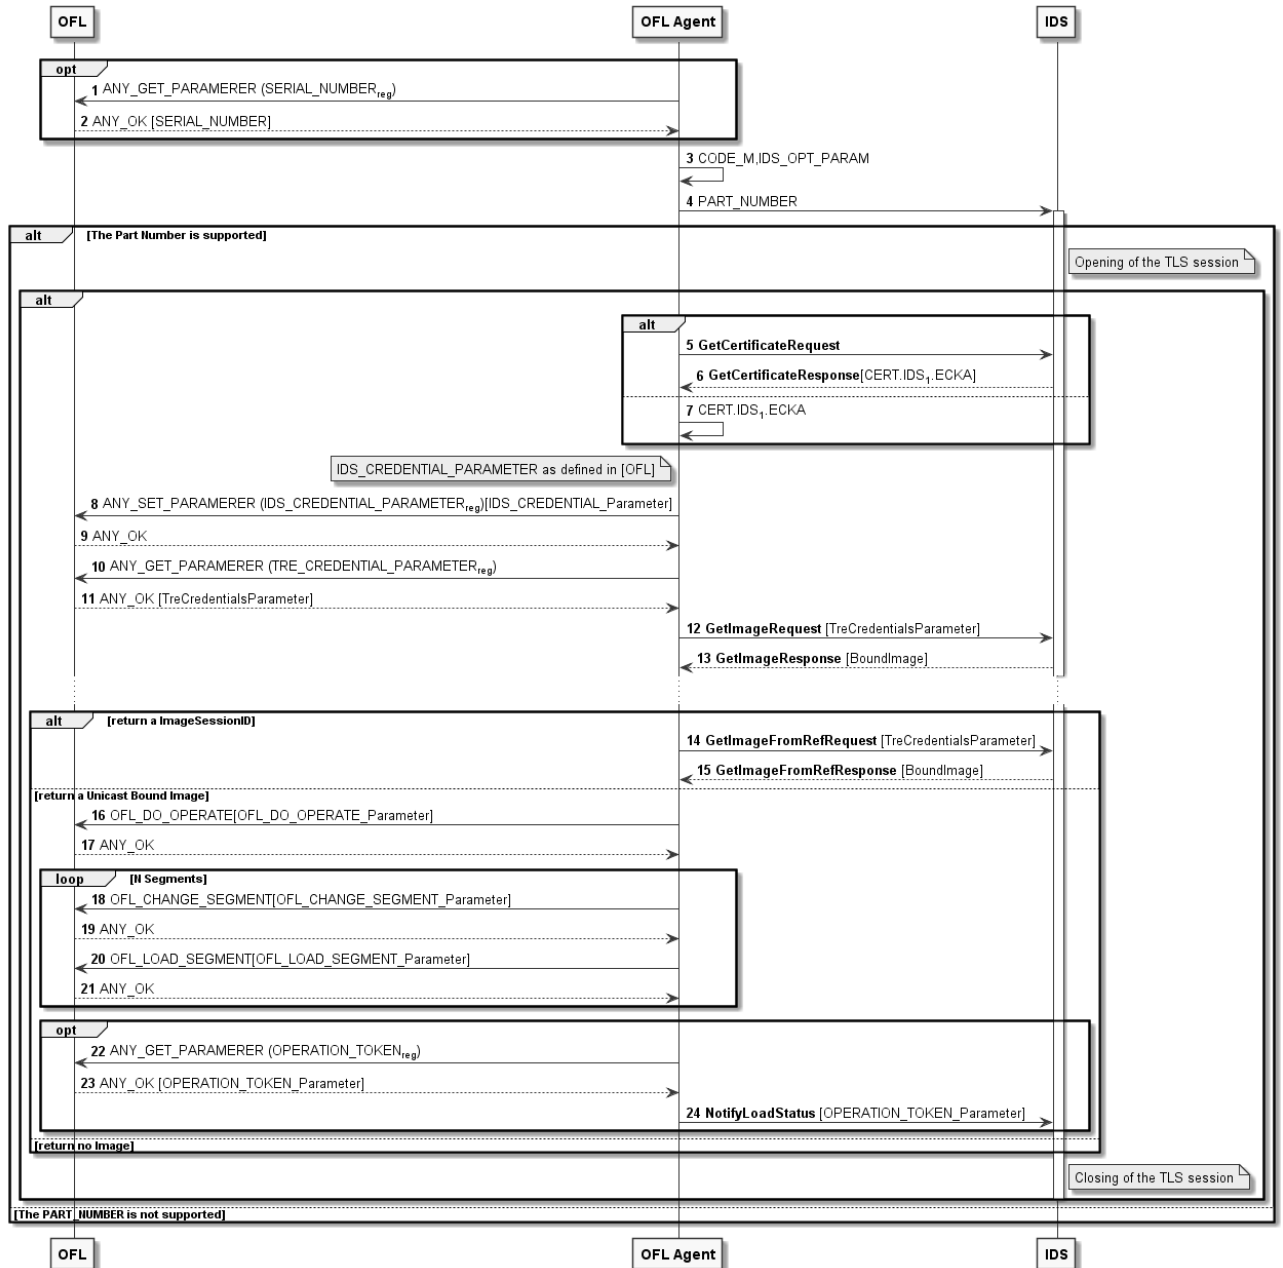 OFL OFL Agent IDS
opt
1 ANY_GET_PARAMERER (SERIAL_NUMBERreg)
2 ANY_OK [SERIAL_NUMBER]
3 CODE_M,IDS_OPT_PARAM
4 PART_NUMBER
alt [The Part Number is supported]
Opening of the TLS session
alt
alt
5 GetCertificateRequest
6 GetCertificateResponse[CERT.IDS1.ECKA]
7 CERT.IDS1.ECKA
IDS_CREDENTIAL_PARAMETER as defined in [OFL]
8 ANY_SET_PARAMERER (IDS_CREDENTIAL_PARAMETERreg)[IDS_CREDENTIAL_Parameter]
9 ANY_OK
10 ANY_GET_PARAMERER (TRE_CREDENTIAL_PARAMETERreg)
11 ANY_OK [TreCredentialsParameter]
12 GetImageRequest [TreCredentialsParameter]
13 GetImageResponse [BoundImage]
alt [return a ImageSessionID]
14 GetImageFromRefRequest [TreCredentialsParameter]
15 GetImageFromRefResponse [BoundImage]
[return a Unicast Bound Image]
16 OFL_DO_OPERATE[OFL_DO_OPERATE_Parameter]
17 ANY_OK
loop [N Segments]
18 OFL_CHANGE_SEGMENT[OFL_CHANGE_SEGMENT_Parameter]
19 ANY_OK
20 OFL_LOAD_SEGMENT[OFL_LOAD_SEGMENT_Parameter]
21 ANY_OK
opt
22 ANY_GET_PARAMERER (OPERATION_TOKENreg)
23 ANY_OK [OPERATION_TOKEN_Parameter]
24 NotifyLoadStatus [OPERATION_TOKEN_Parameter]
[return no Image]
Closing of the TLS session
[The PART_NUMBER is not supported]
OFL OFL Agent IDS